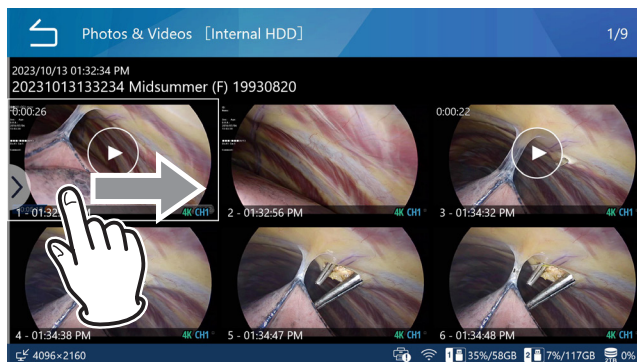 Photos & Videos [Internal HDD] 1/9
2023/10/13 01:32:34 PM
20231013133234 Midsummer (F) 19930820
0:00:26
0:00:22
1 - 01:32
4K CH1
2 - 01:32:56 PM 4K CH1
3 - 01:34:32 PM 4K CH1
4 - 01:34:38 PM 4K CH1
5 - 01:34:47 PM 4K CH1
6 - 01:34:48 PM 4K CH1
4096×2160 1 35%/58GB 2 7%/117GB 2TB 0%